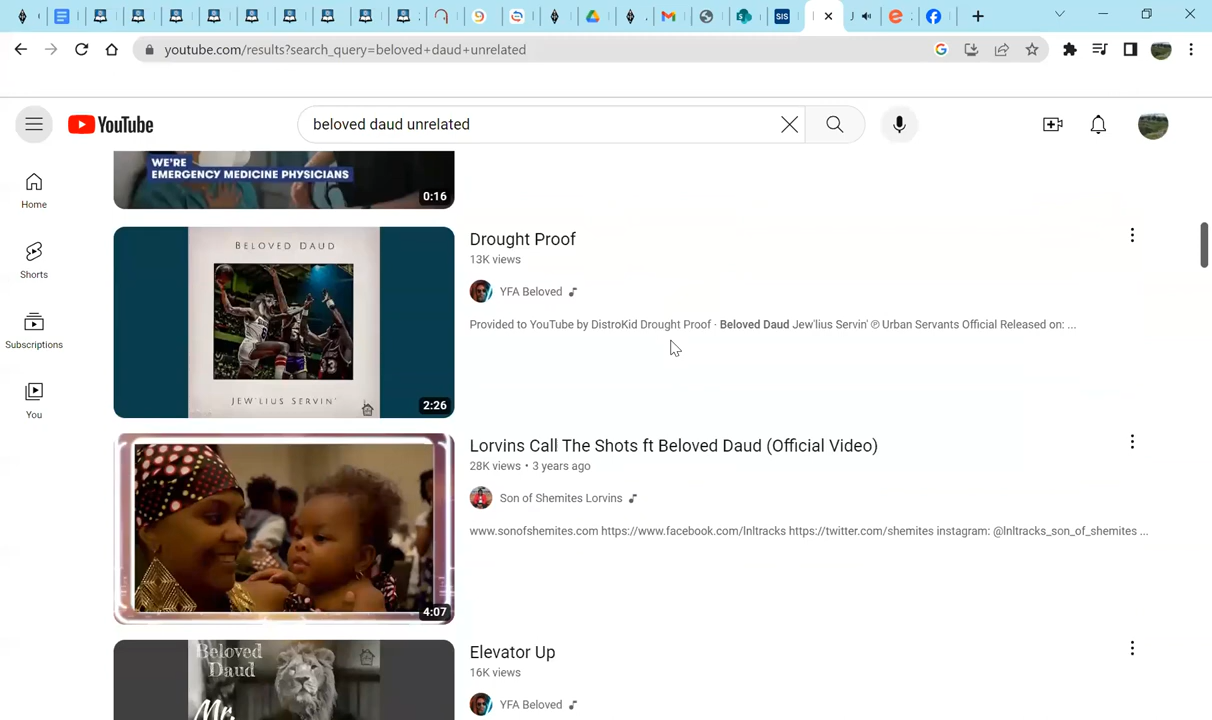 SIS
youtube.com/results?search_query=beloved+daud+unrelated
YouTube
beloved daud unrelated
Home
Shorts
Subscriptions
You
WE'RE
EMERGENCY MEDICINE PHYSICIANS
0:16
BELOVED DAUD
JEW'LIUS SERVIN'
2:26
Drought Proof
13K views
YFA Beloved
Provided to YouTube by DistroKid Drought Proof · Beloved Daud Jew'lius Servin' ℗ Urban Servants Official Released on: ...
4:07
Lorvins Call The Shots ft Beloved Daud (Official Video)
28K views • 3 years ago
Son of Shemites Lorvins
www.sonofshemites.com https://www.facebook.com/lnltracks https://twitter.com/shemites instagram: @lnltracks_son_of_shemites ...
Beloved
Daud
Mr.
Elevator Up
16K views
YFA Beloved